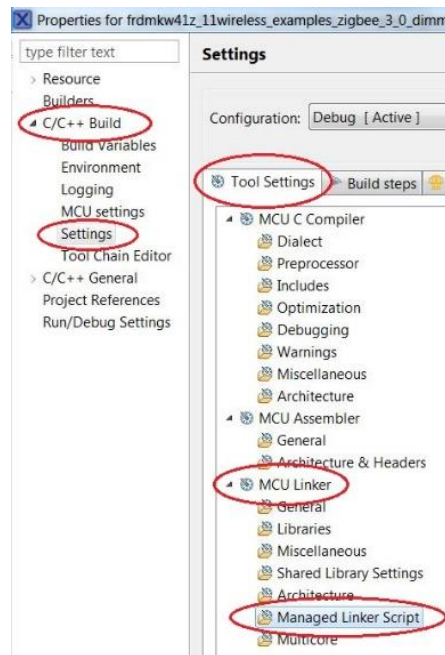 Properties for frdmkw41z_11wireless_examples_zigbee_3_0_dimm
type filter text
Resource
Builders
C/C++ Build
Build Variables
Environment
Logging
MCU settings
Settings
Tool Chain Editor
C/C++ General
Project References
Run/Debug Settings
Settings
Configuration: Debug [ Active ]
Tool Settings Build steps
MCU C Compiler
Dialect
Preprocessor
Includes
Optimization
Debugging
Warnings
Miscellaneous
Architecture
MCU Assembler
General
Architecture & Headers
MCU Linker
General
Libraries
Miscellaneous
Shared Library Settings
Architecture
Managed Linker Script
Multicore